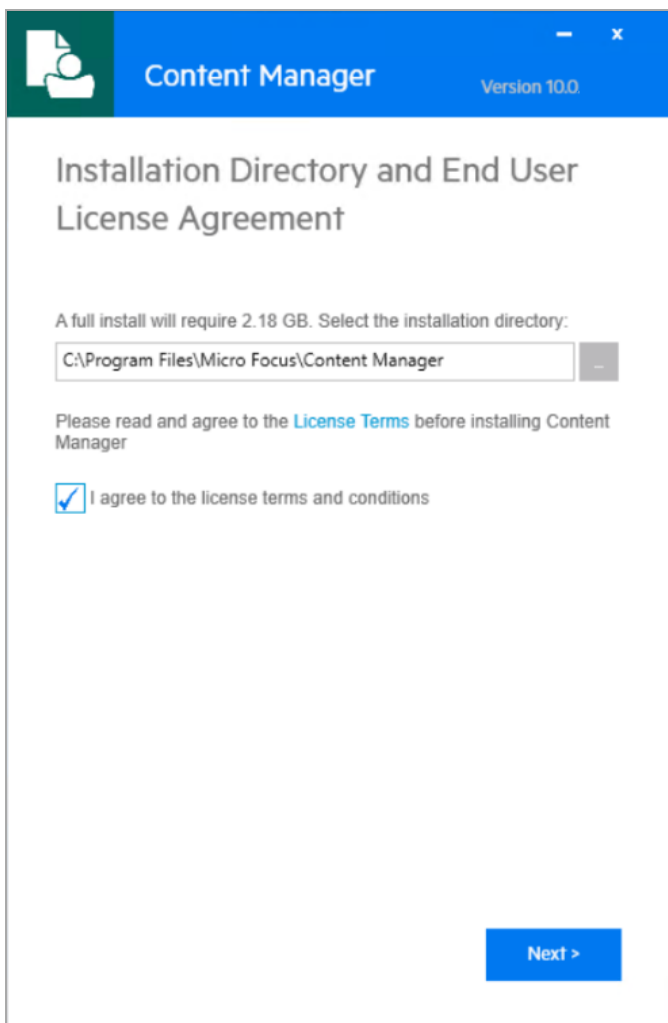 – x
Content Manager Version 10.0.
Installation Directory and End User
License Agreement
A full install will require 2.18 GB. Select the installation directory:
C:\Program Files\Micro Focus\Content Manager ...
Please read and agree to the License Terms before installing Content
Manager
I agree to the license terms and conditions
Next >